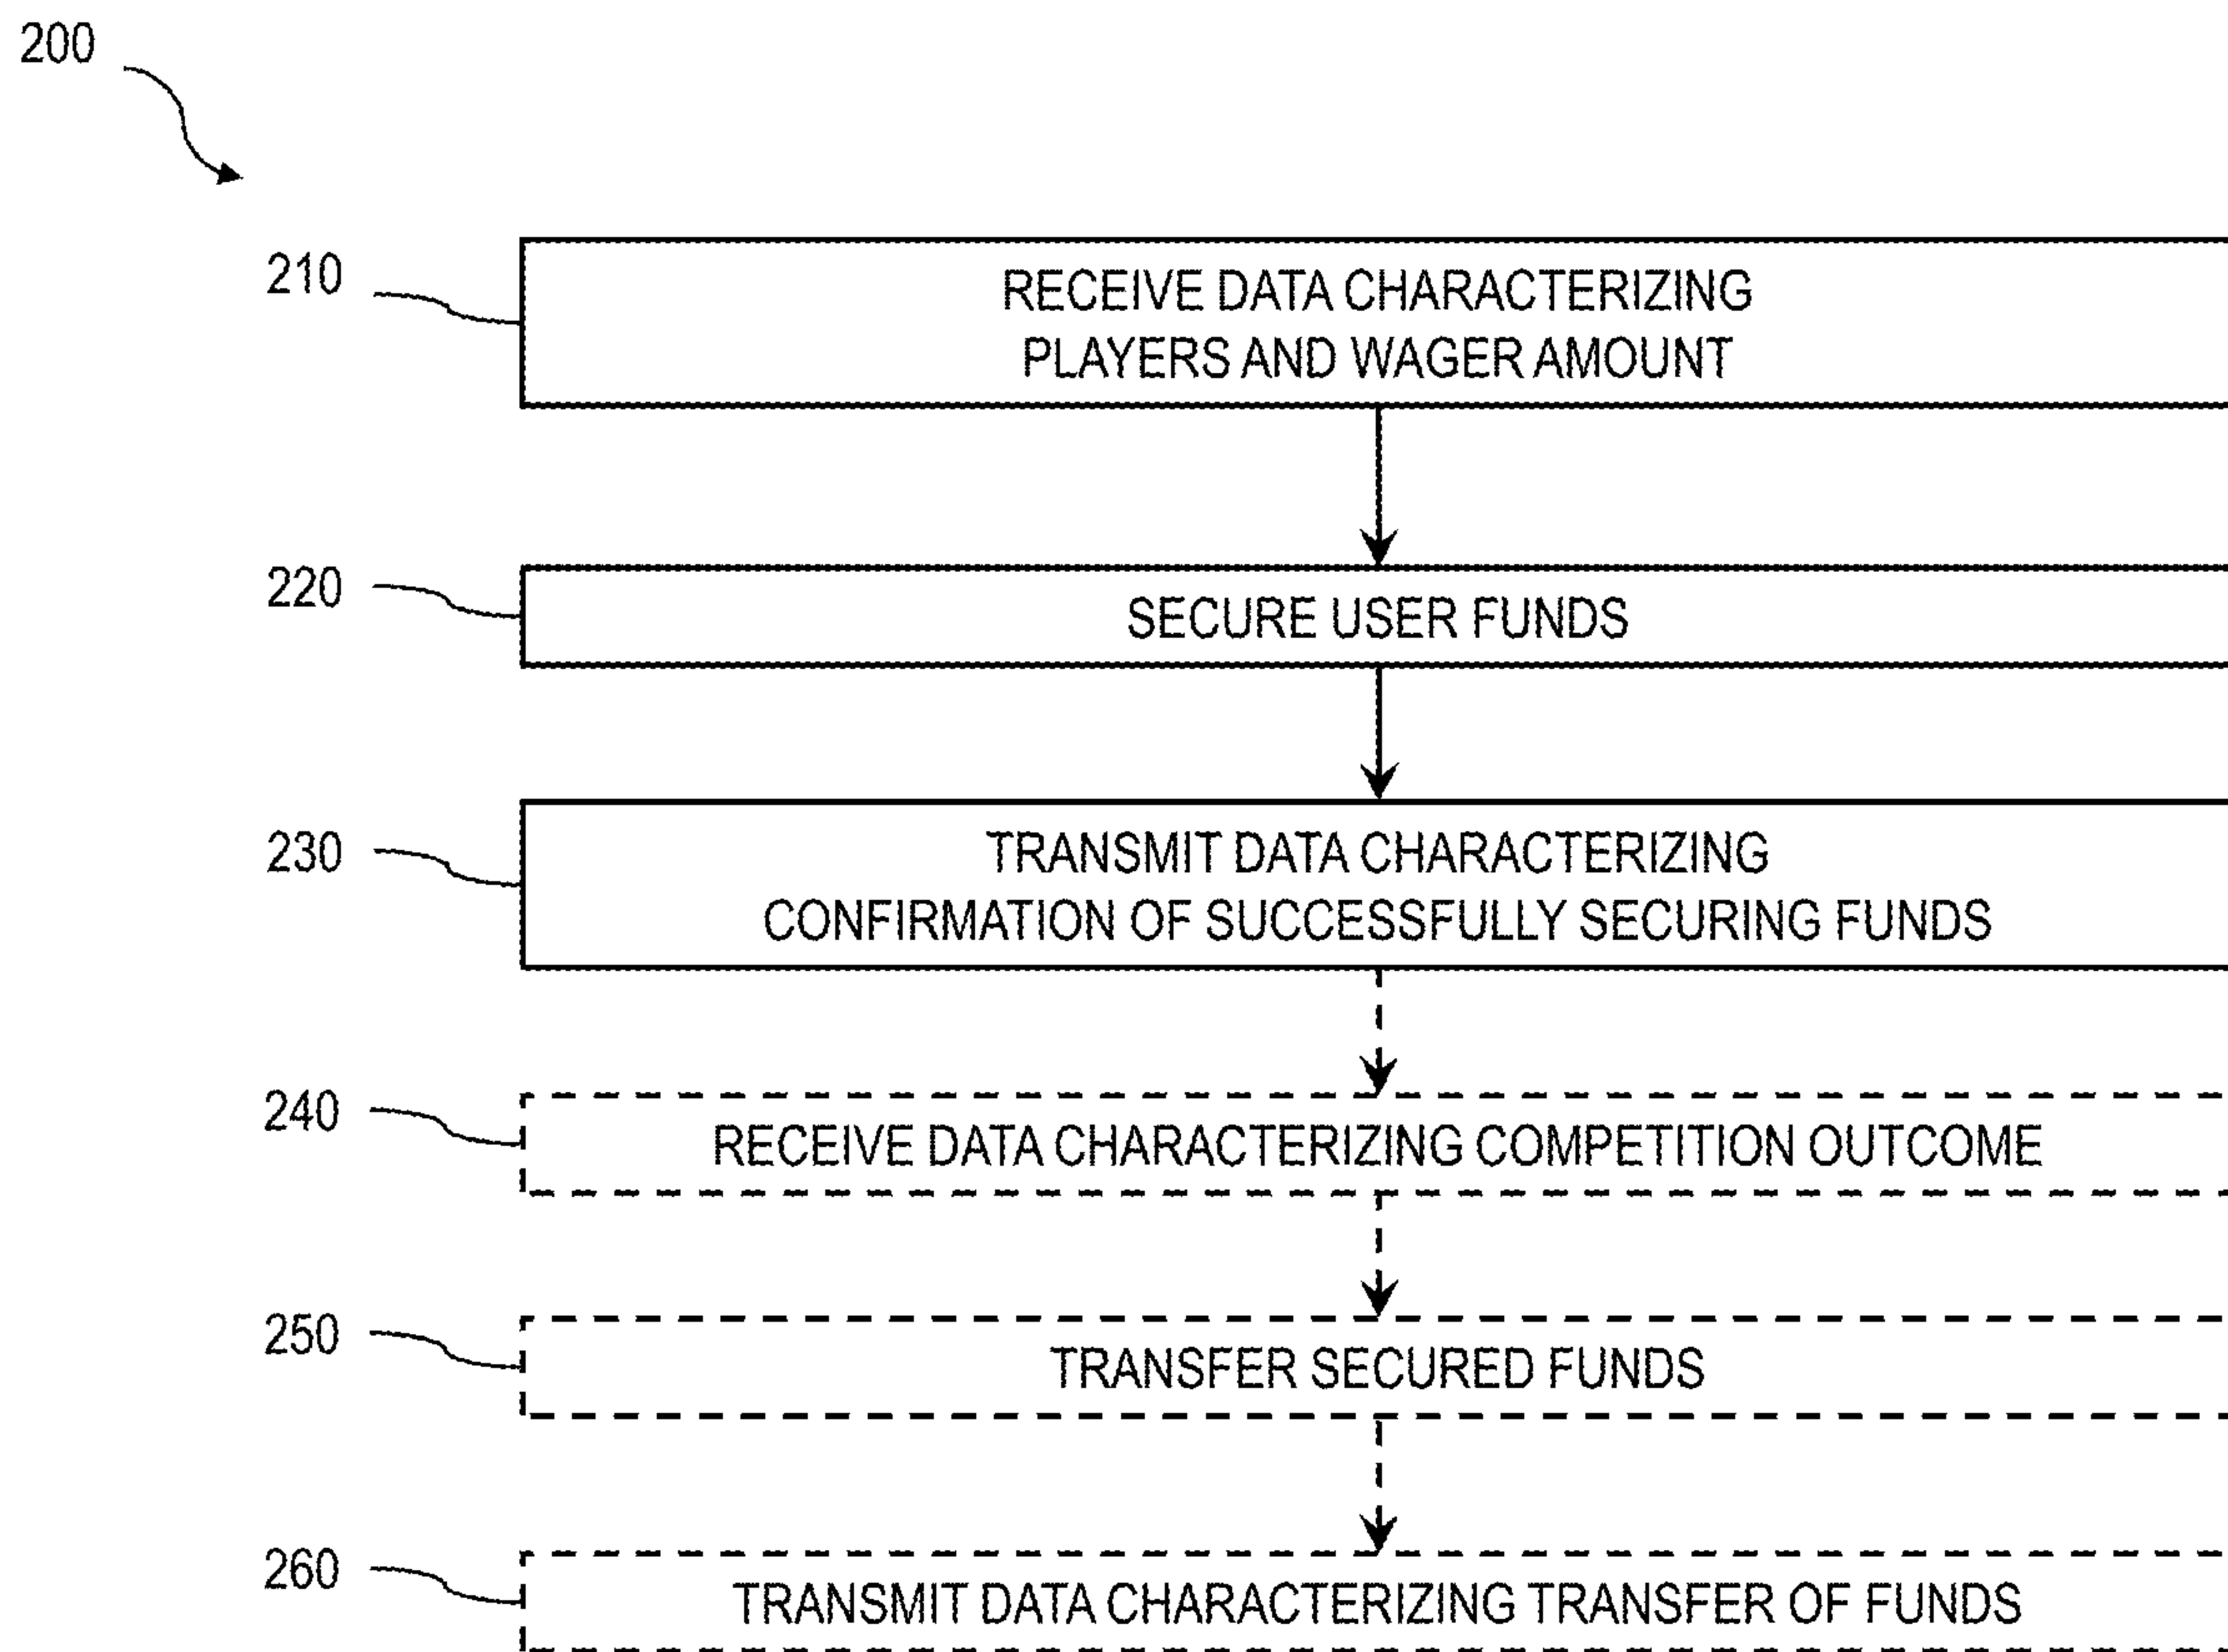 200
210
RECEIVE DATA CHARACTERIZING
PLAYERS AND WAGER AMOUNT
220
SECURE USER FUNDS
230
TRANSMIT DATA CHARACTERIZING
CONFIRMATION OF SUCCESSFULLY SECURING FUNDS
240
RECEIVE DATA CHARACTERIZING COMPETITION OUTCOME
250
TRANSFER SECURED FUNDS
260
TRANSMIT DATA CHARACTERIZING TRANSFER OF FUNDS